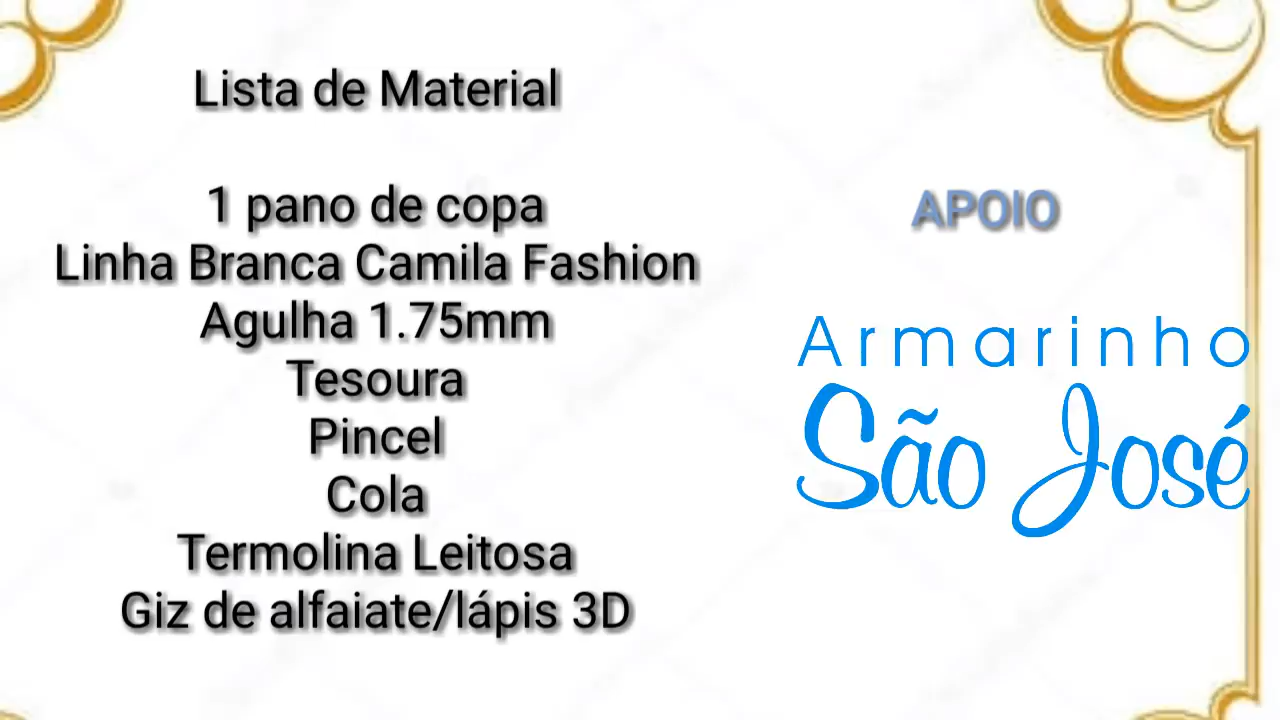 Lista de Material
1 pano de copa
Linha Branca Camila Fashion
Agulha 1.75mm
Tesoura
Pincel
Cola
Termolina Leitosa
Giz de alfaiate/lápis 3D
APOIO
Armarinho
São José